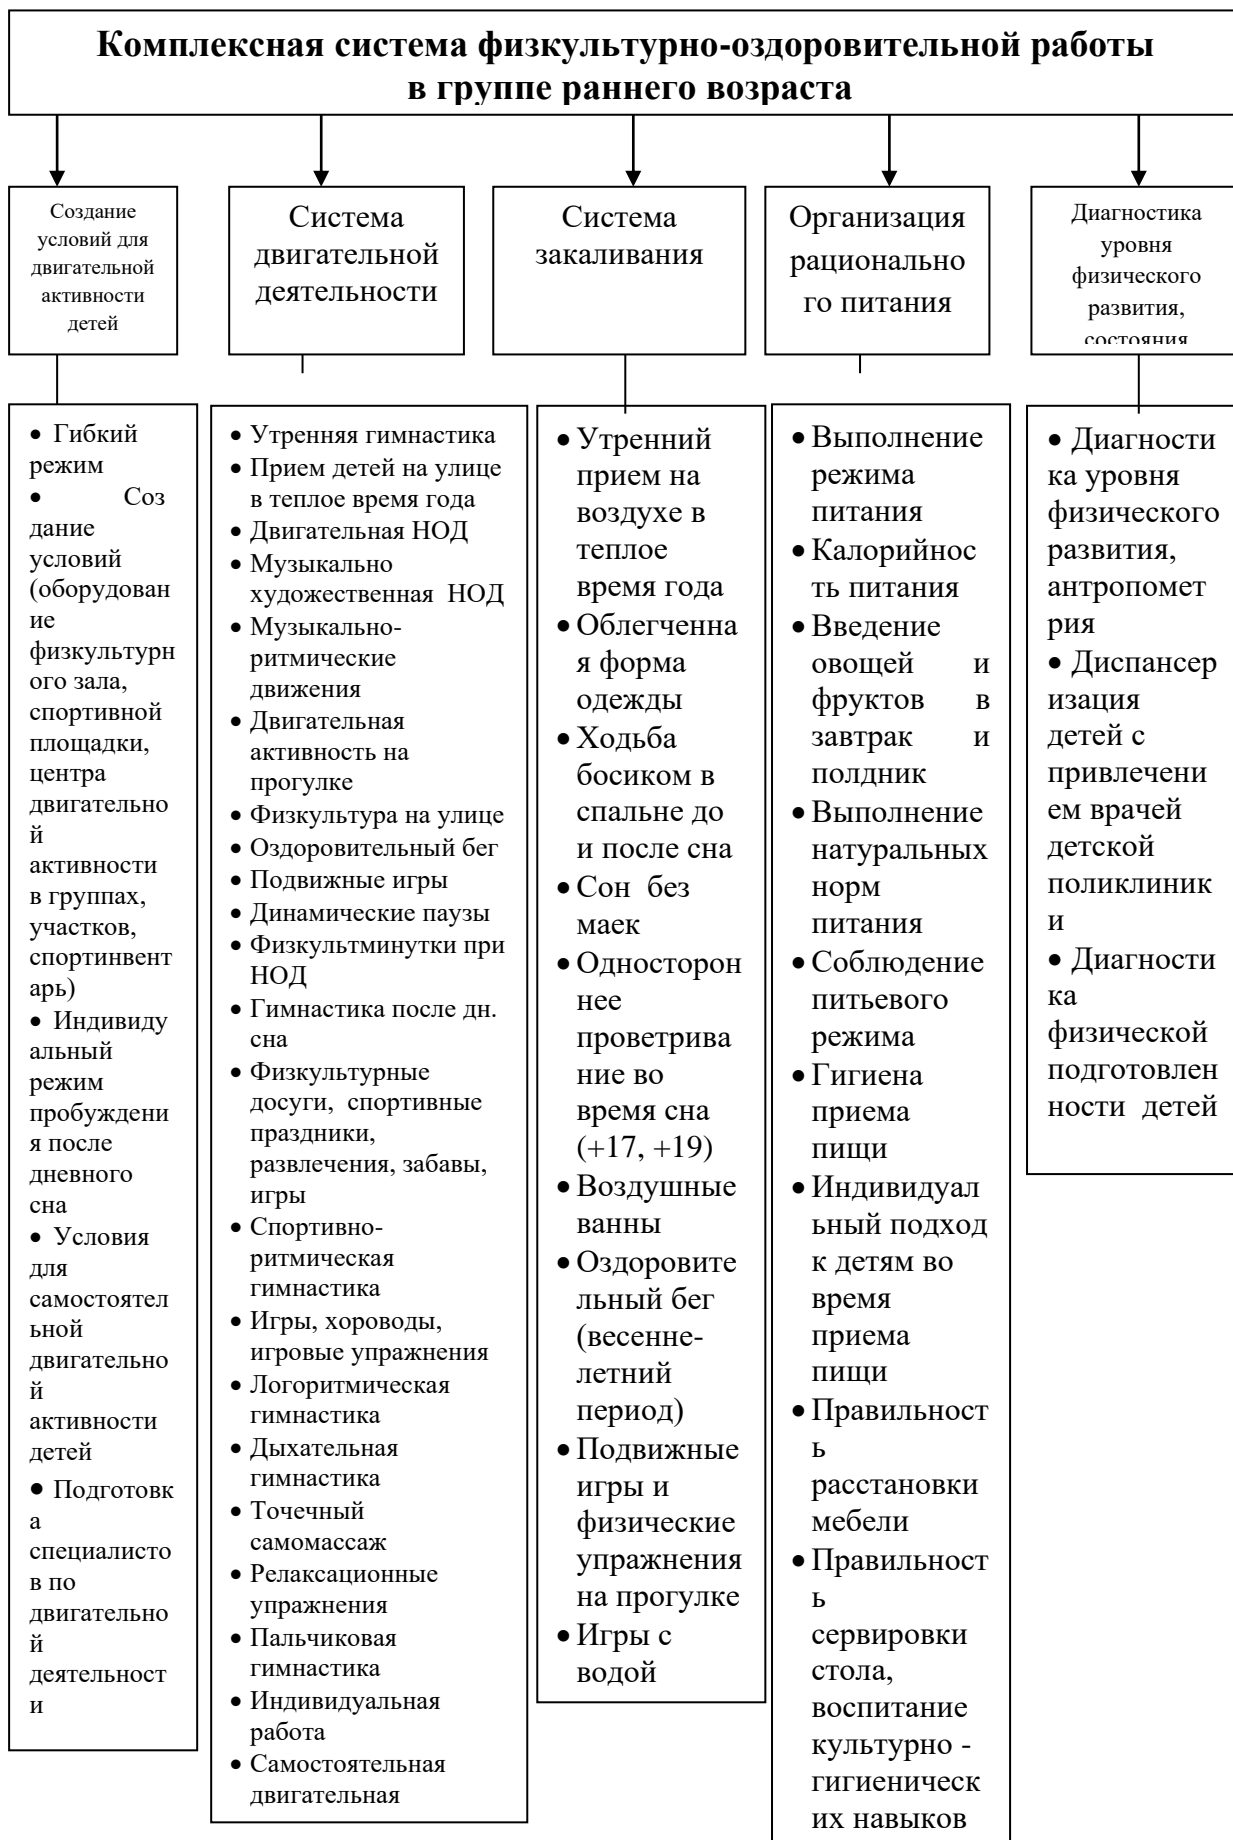 Комплексная система физкультурно-оздоровительной работы
в группе раннего возраста
Создание
условий для
двигательной
активности
детей
Система
двигательной
деятельности
Система
закаливания
Организация
рационально
го питания
Диагностика
уровня
физического
развития,
состояния
• Гибкий
режим
• Соз
дание
условий
(оборудован
ие
физкультурн
ого зала,
спортивной
площадки,
центра
двигательно
й
активности
в группах,
участков,
спортинвент
арь)
• Индивиду
альный
режим
пробуждени
я после
дневного
сна
• Условия
для
самостоятел
ьной
двигательно
й
активности
детей
• Подготовк
а
специалисто
в по
двигательно
й
деятельност
и
• Утренняя гимнастика
• Прием детей на улице
в теплое время года
• Двигательная НОД
• Музыкально
художественная НОД
• Музыкально-
ритмические
движения
• Двигательная
активность на
прогулке
• Физкультура на улице
• Оздоровительный бег
• Подвижные игры
• Динамические паузы
• Физкультминутки при
НОД
• Гимнастика после дн.
сна
• Физкультурные
досуги, спортивные
праздники,
развлечения, забавы,
игры
• Спортивно-
ритмическая
гимнастика
• Игры, хороводы,
игровые упражнения
• Логоритмическая
гимнастика
• Дыхательная
гимнастика
• Точечный
самомассаж
• Релаксационные
упражнения
• Пальчиковая
гимнастика
• Индивидуальная
работа
• Самостоятельная
двигательная
• Утренний
прием на
воздухе в
теплое
время года
• Облегченна
я форма
одежды
• Ходьба
босиком в
спальне до
и после сна
• Сон без
маек
• Односторон
нее
проветрива
ние во
время сна
(+17, +19)
• Воздушные
ванны
• Оздоровите
льный бег
(весенне-
летний
период)
• Подвижные
игры и
физические
упражнения
на прогулке
• Игры с
водой
• Выполнение
режима
питания
• Калорийнос
ть питания
• Введение
овощей и
фруктов в
завтрак и
полдник
• Выполнение
натуральных
норм
питания
• Соблюдение
питьевого
режима
• Гигиена
приема
пищи
• Индивидуал
ьный подход
к детям во
время
приема
пищи
• Правильност
ь
расстановки
мебели
• Правильност
ь
сервировки
стола,
воспитание
культурно -
гигиеническ
их навыков
• Диагности
ка уровня
физического
развития,
антропомет
рия
• Диспансер
изация
детей с
привлечени
ем врачей
детской
поликлиник
и
• Диагности
ка
физической
подготовлен
ности детей